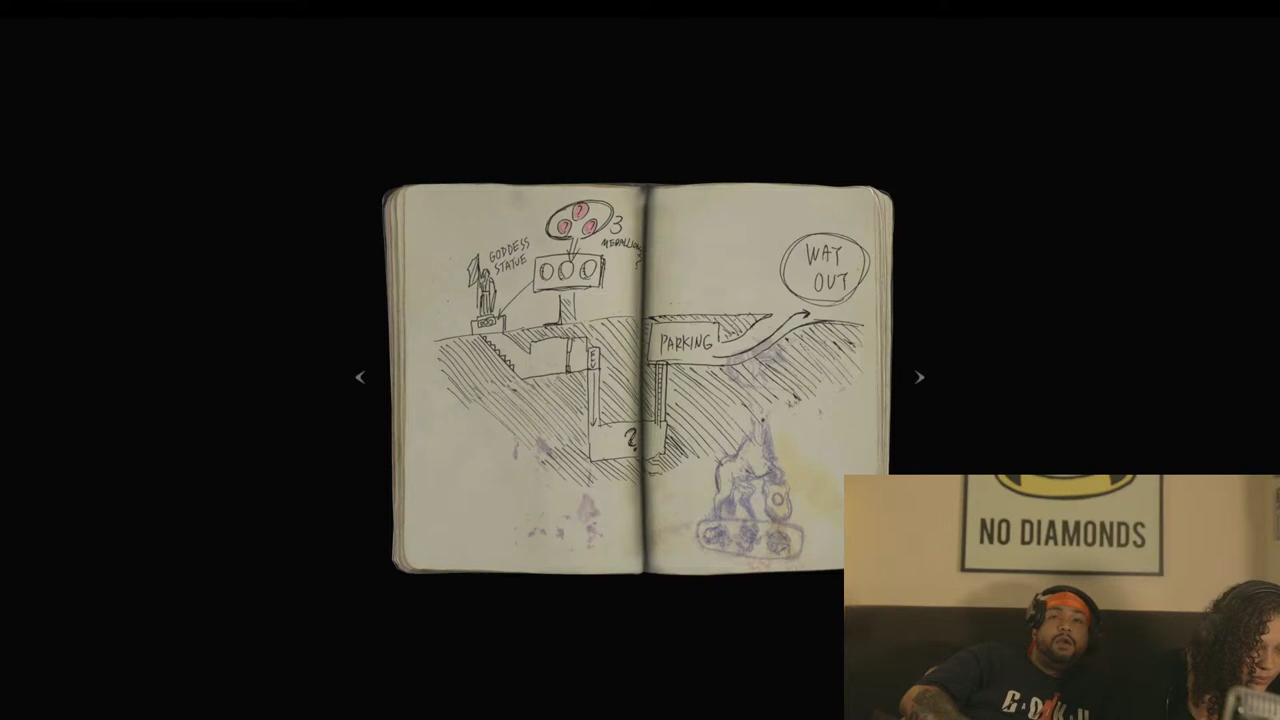 GODDESS
STATUE
?
?
?
3
MEDALLIONS
?
PARKING
WAY
OUT
?
NO DIAMONDS